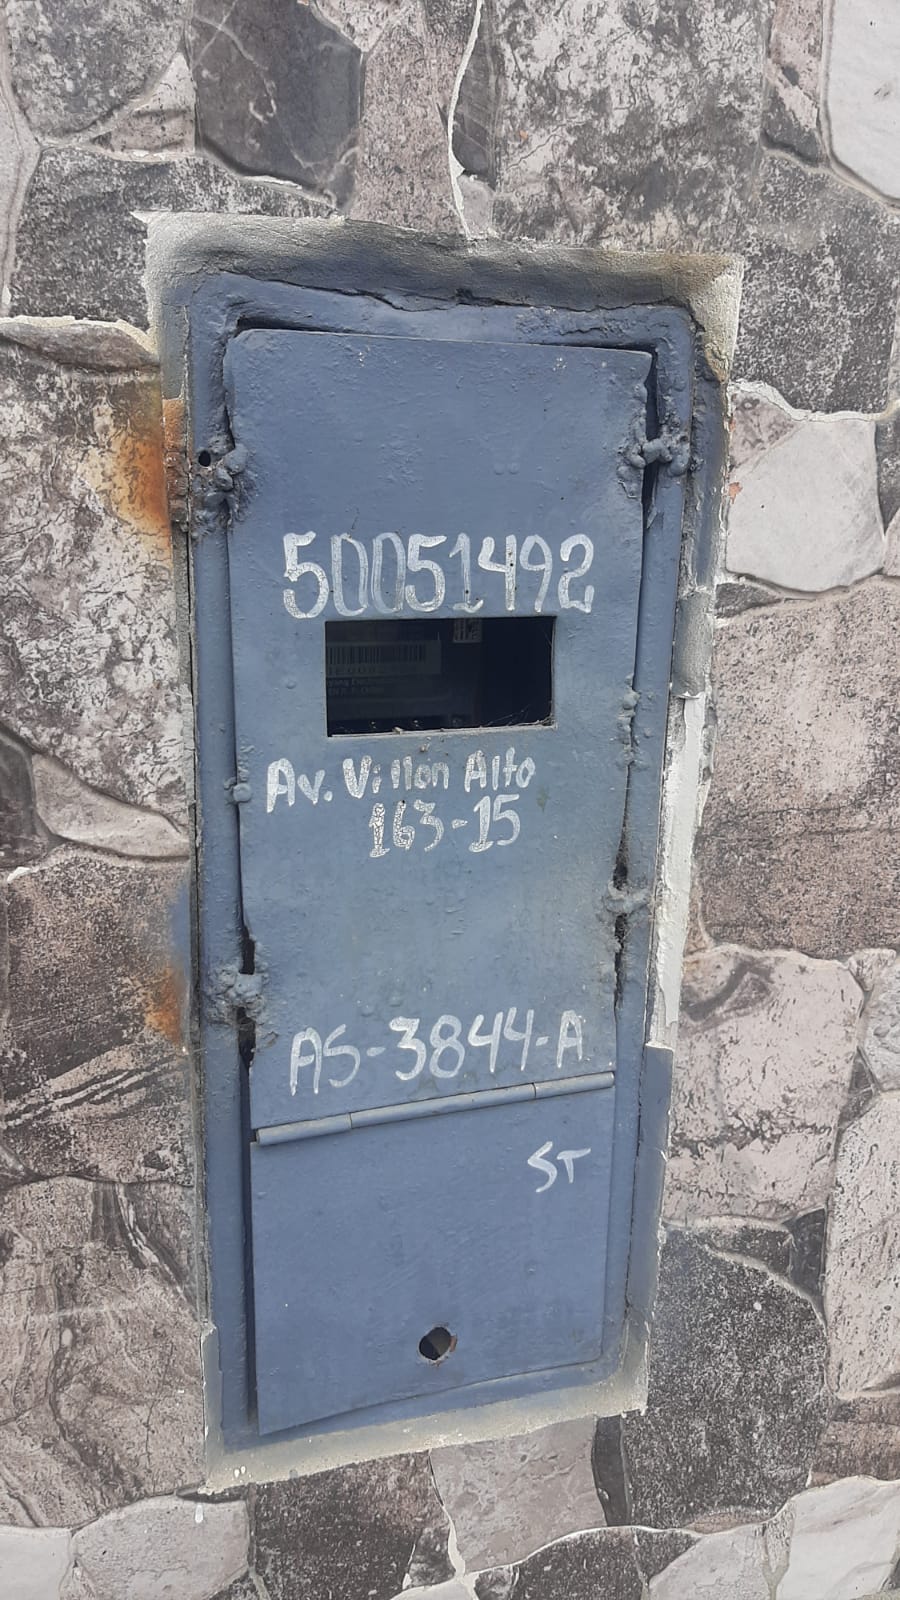 50051492
Av. Villon Alto
163-15
AS-3844-A
ST